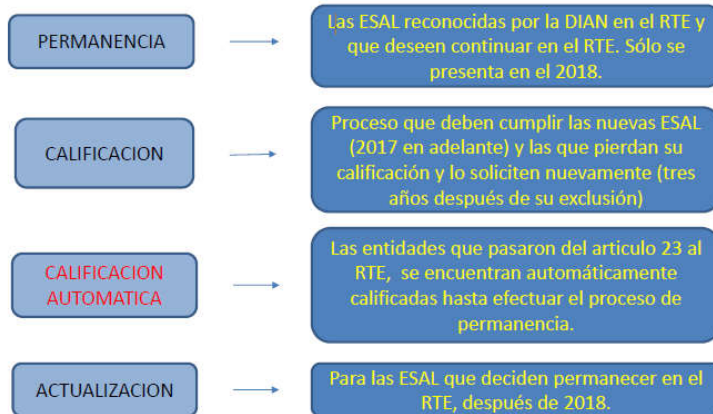 PERMANENCIA
Las ESAL reconocidas por la DIAN en el RTE y
que deseen continuar en el RTE. Sólo se
presenta en el 2018.
CALIFICACION
Proceso que deben cumplir las nuevas ESAL
(2017 en adelante) y las que pierdan su
calificación y lo soliciten nuevamente (tres
años después de su exclusión)
CALIFICACION
AUTOMATICA
Las entidades que pasaron del articulo 23 al
RTE, se encuentran automáticamente
calificadas hasta efectuar el proceso de
permanencia.
ACTUALIZACION
Para las ESAL que deciden permanecer en el
RTE, después de 2018.